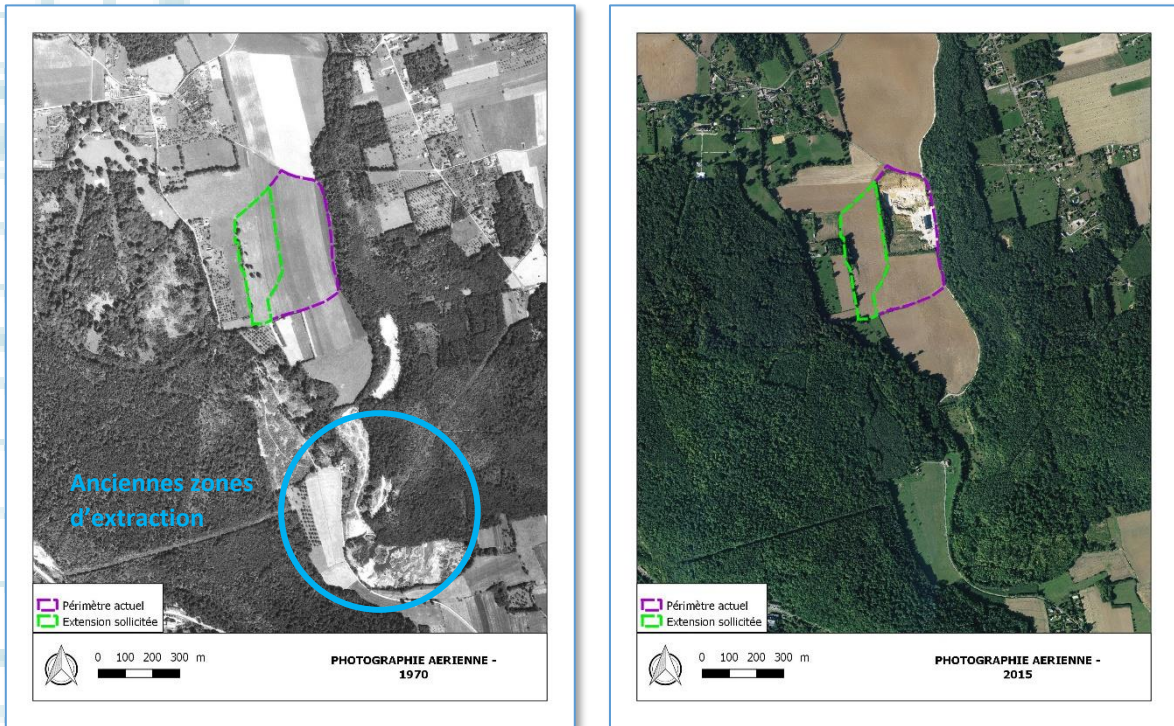 Anciennes zones
d'extraction
Périmètre actuel
Extension sollicitée
0 100 200 300 m
PHOTOGRAPHIE AERIENNE -
1970
Périmètre actuel
Extension sollicitée
0 100 200 300 m
PHOTOGRAPHIE AERIENNE -
2015